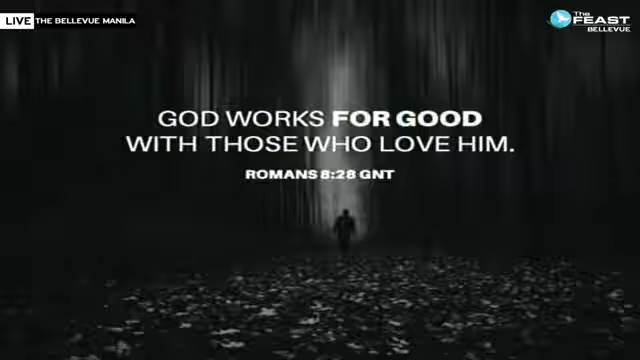 LIVE THE BELLEVUE MANILA
The
FEAST
BELLEVUE
GOD WORKS FOR GOOD
WITH THOSE WHO LOVE HIM.
ROMANS 8:28 GNT